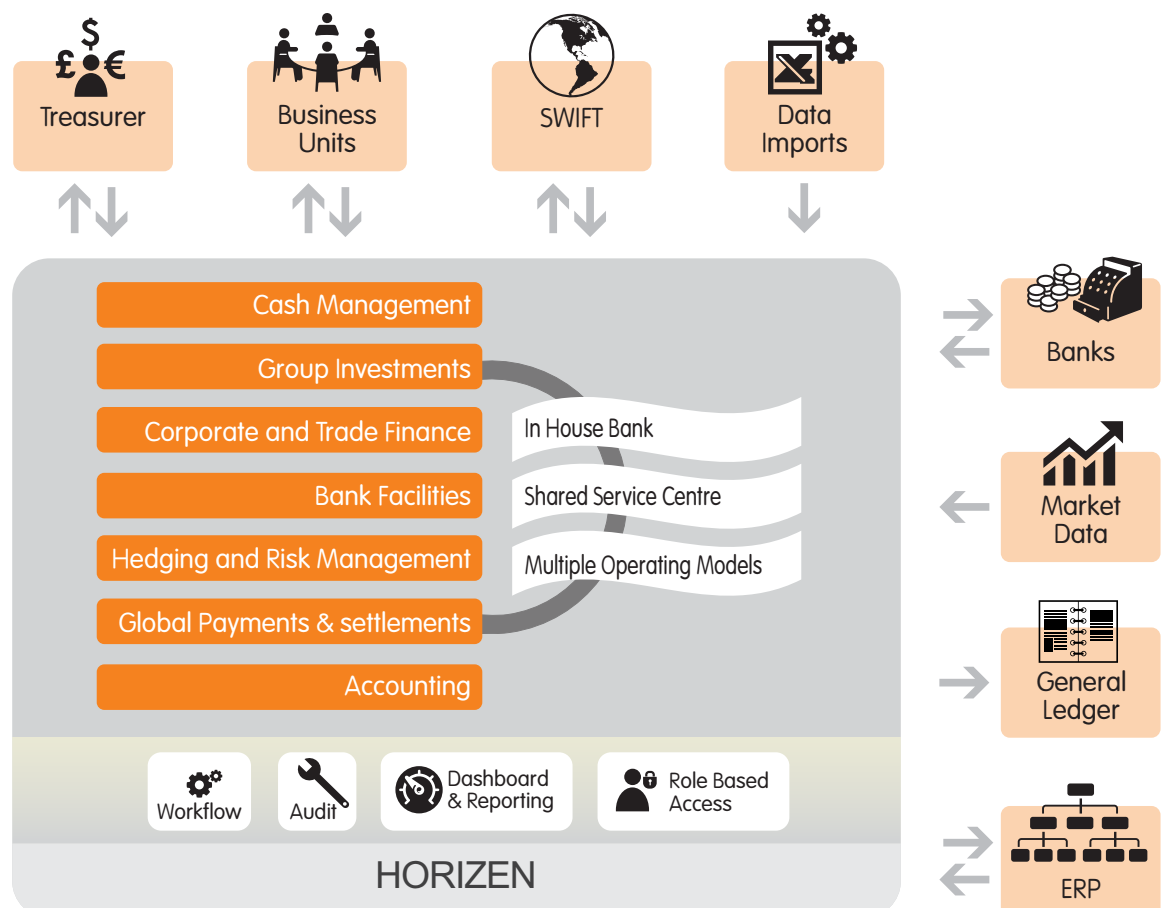 $
£ €
Treasurer
Business
Units
SWIFT
Data
Imports
Cash Management
Group Investments
Corporate and Trade Finance
Bank Facilities
Hedging and Risk Management
Global Payments & settlements
Accounting
In House Bank
Shared Service Centre
Multiple Operating Models
Banks
Market
Data
General
Ledger
ERP
Workflow
Audit
Dashboard
& Reporting
Role Based
Access
HORIZEN